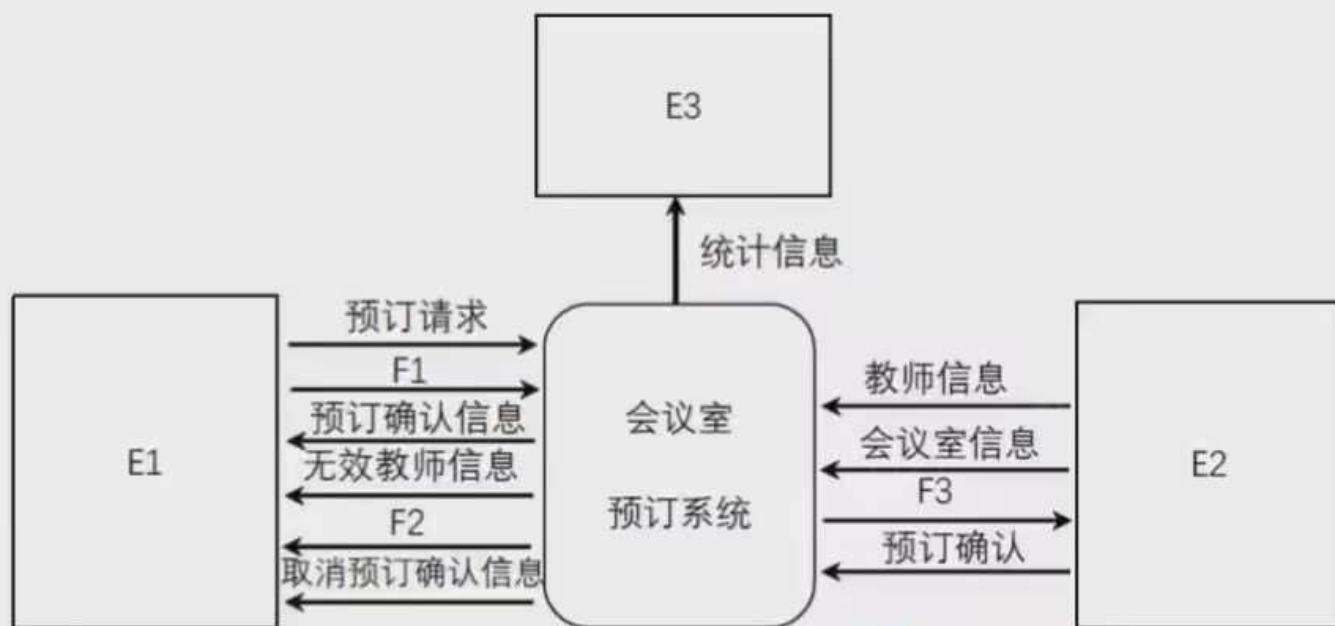 E3
统计信息
预订请求
F1
预订确认信息
无效教师信息
F2
取消预订确认信息
E1
会议室
预订系统
教师信息
会议室信息
F3
预订确认
E2